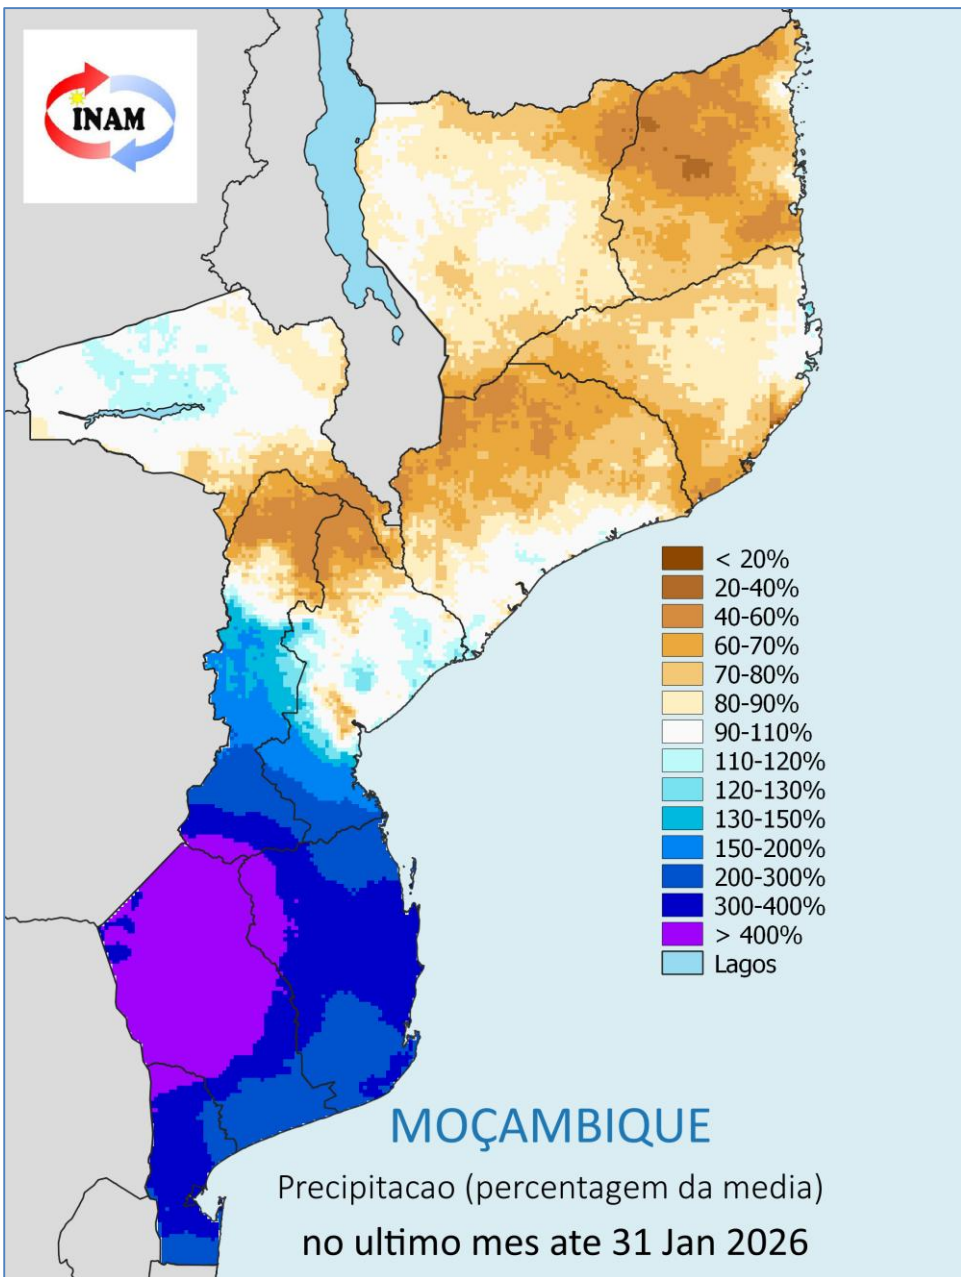 INAM
< 20%
20-40%
40-60%
60-70%
70-80%
80-90%
90-110%
110-120%
120-130%
130-150%
150-200%
200-300%
300-400%
> 400%
Lagos
MOÇAMBIQUE
Precipitacao (percentagem da media)
no ultimo mes ate 31 Jan 2026